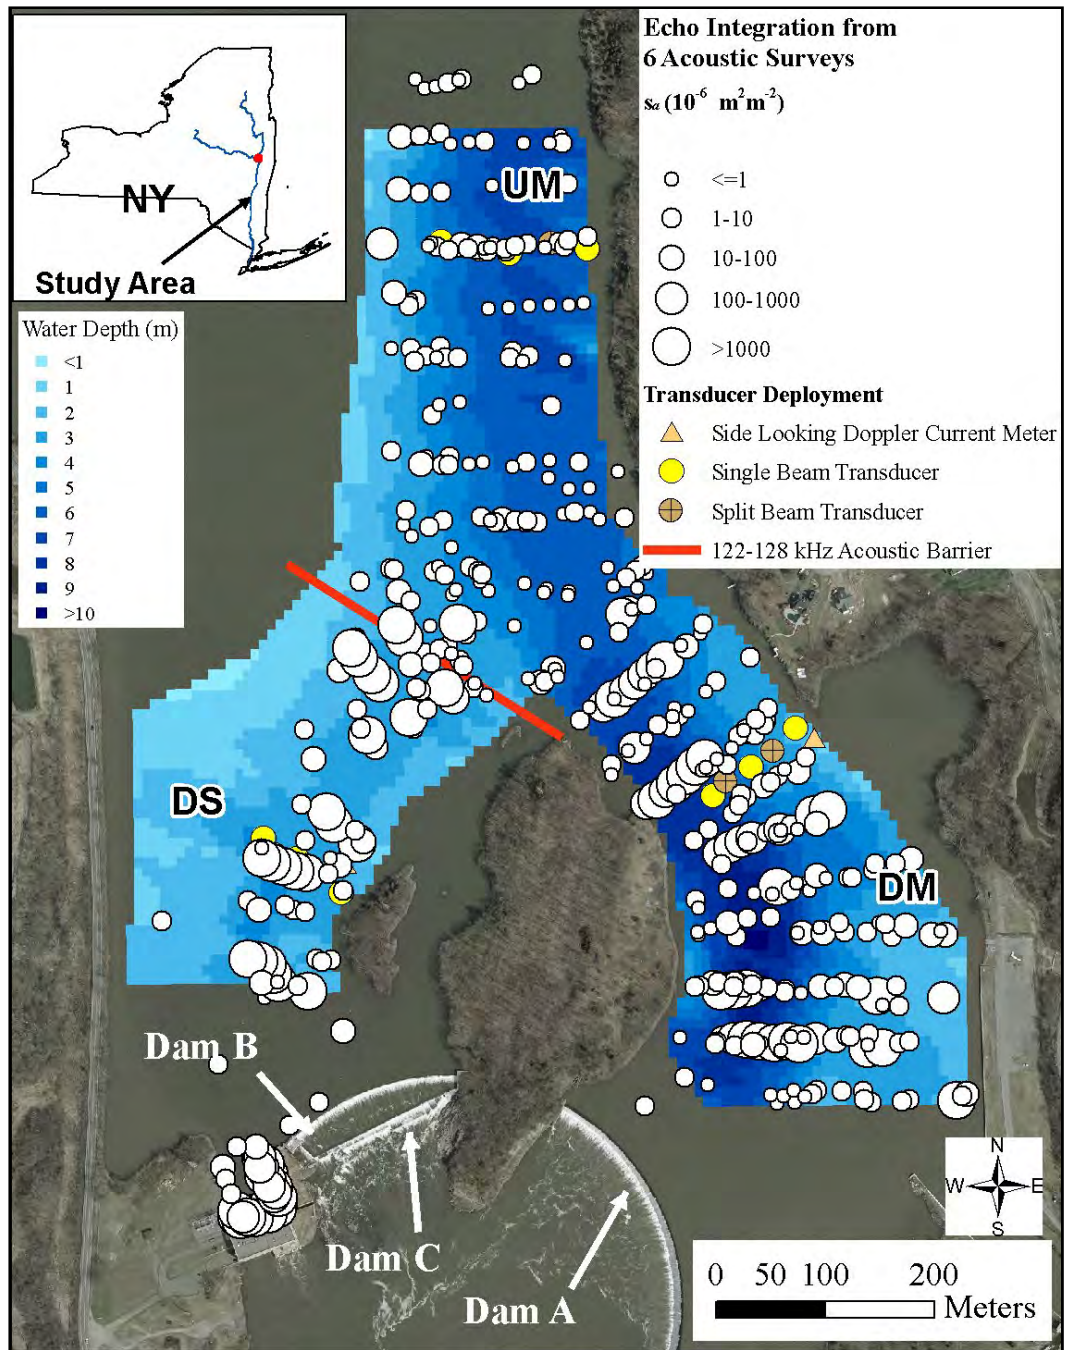 Echo Integration from
6 Acoustic Surveys
sa (10-6 m2m-2)
<=1
1-10
10-100
100-1000
>1000
Transducer Deployment
Side Looking Doppler Current Meter
Single Beam Transducer
Split Beam Transducer
122-128 kHz Acoustic Barrier
NY
Study Area
Water Depth (m)
<1
1
2
3
4
5
6
7
8
9
>10
UM
DS
DM
Dam B
Dam C
Dam A
N
W E
S
0 50 100 200
Meters